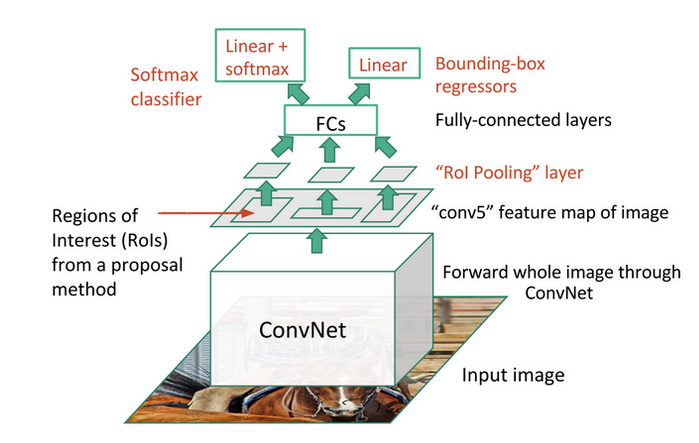 Linear +
softmax
Linear
Softmax
classifier
Bounding-box
regressors
FCs
Fully-connected layers
“RoI Pooling” layer
“conv5” feature map of image
Regions of
Interest (RoIs)
from a proposal
method
Forward whole image through
ConvNet
ConvNet
Input image